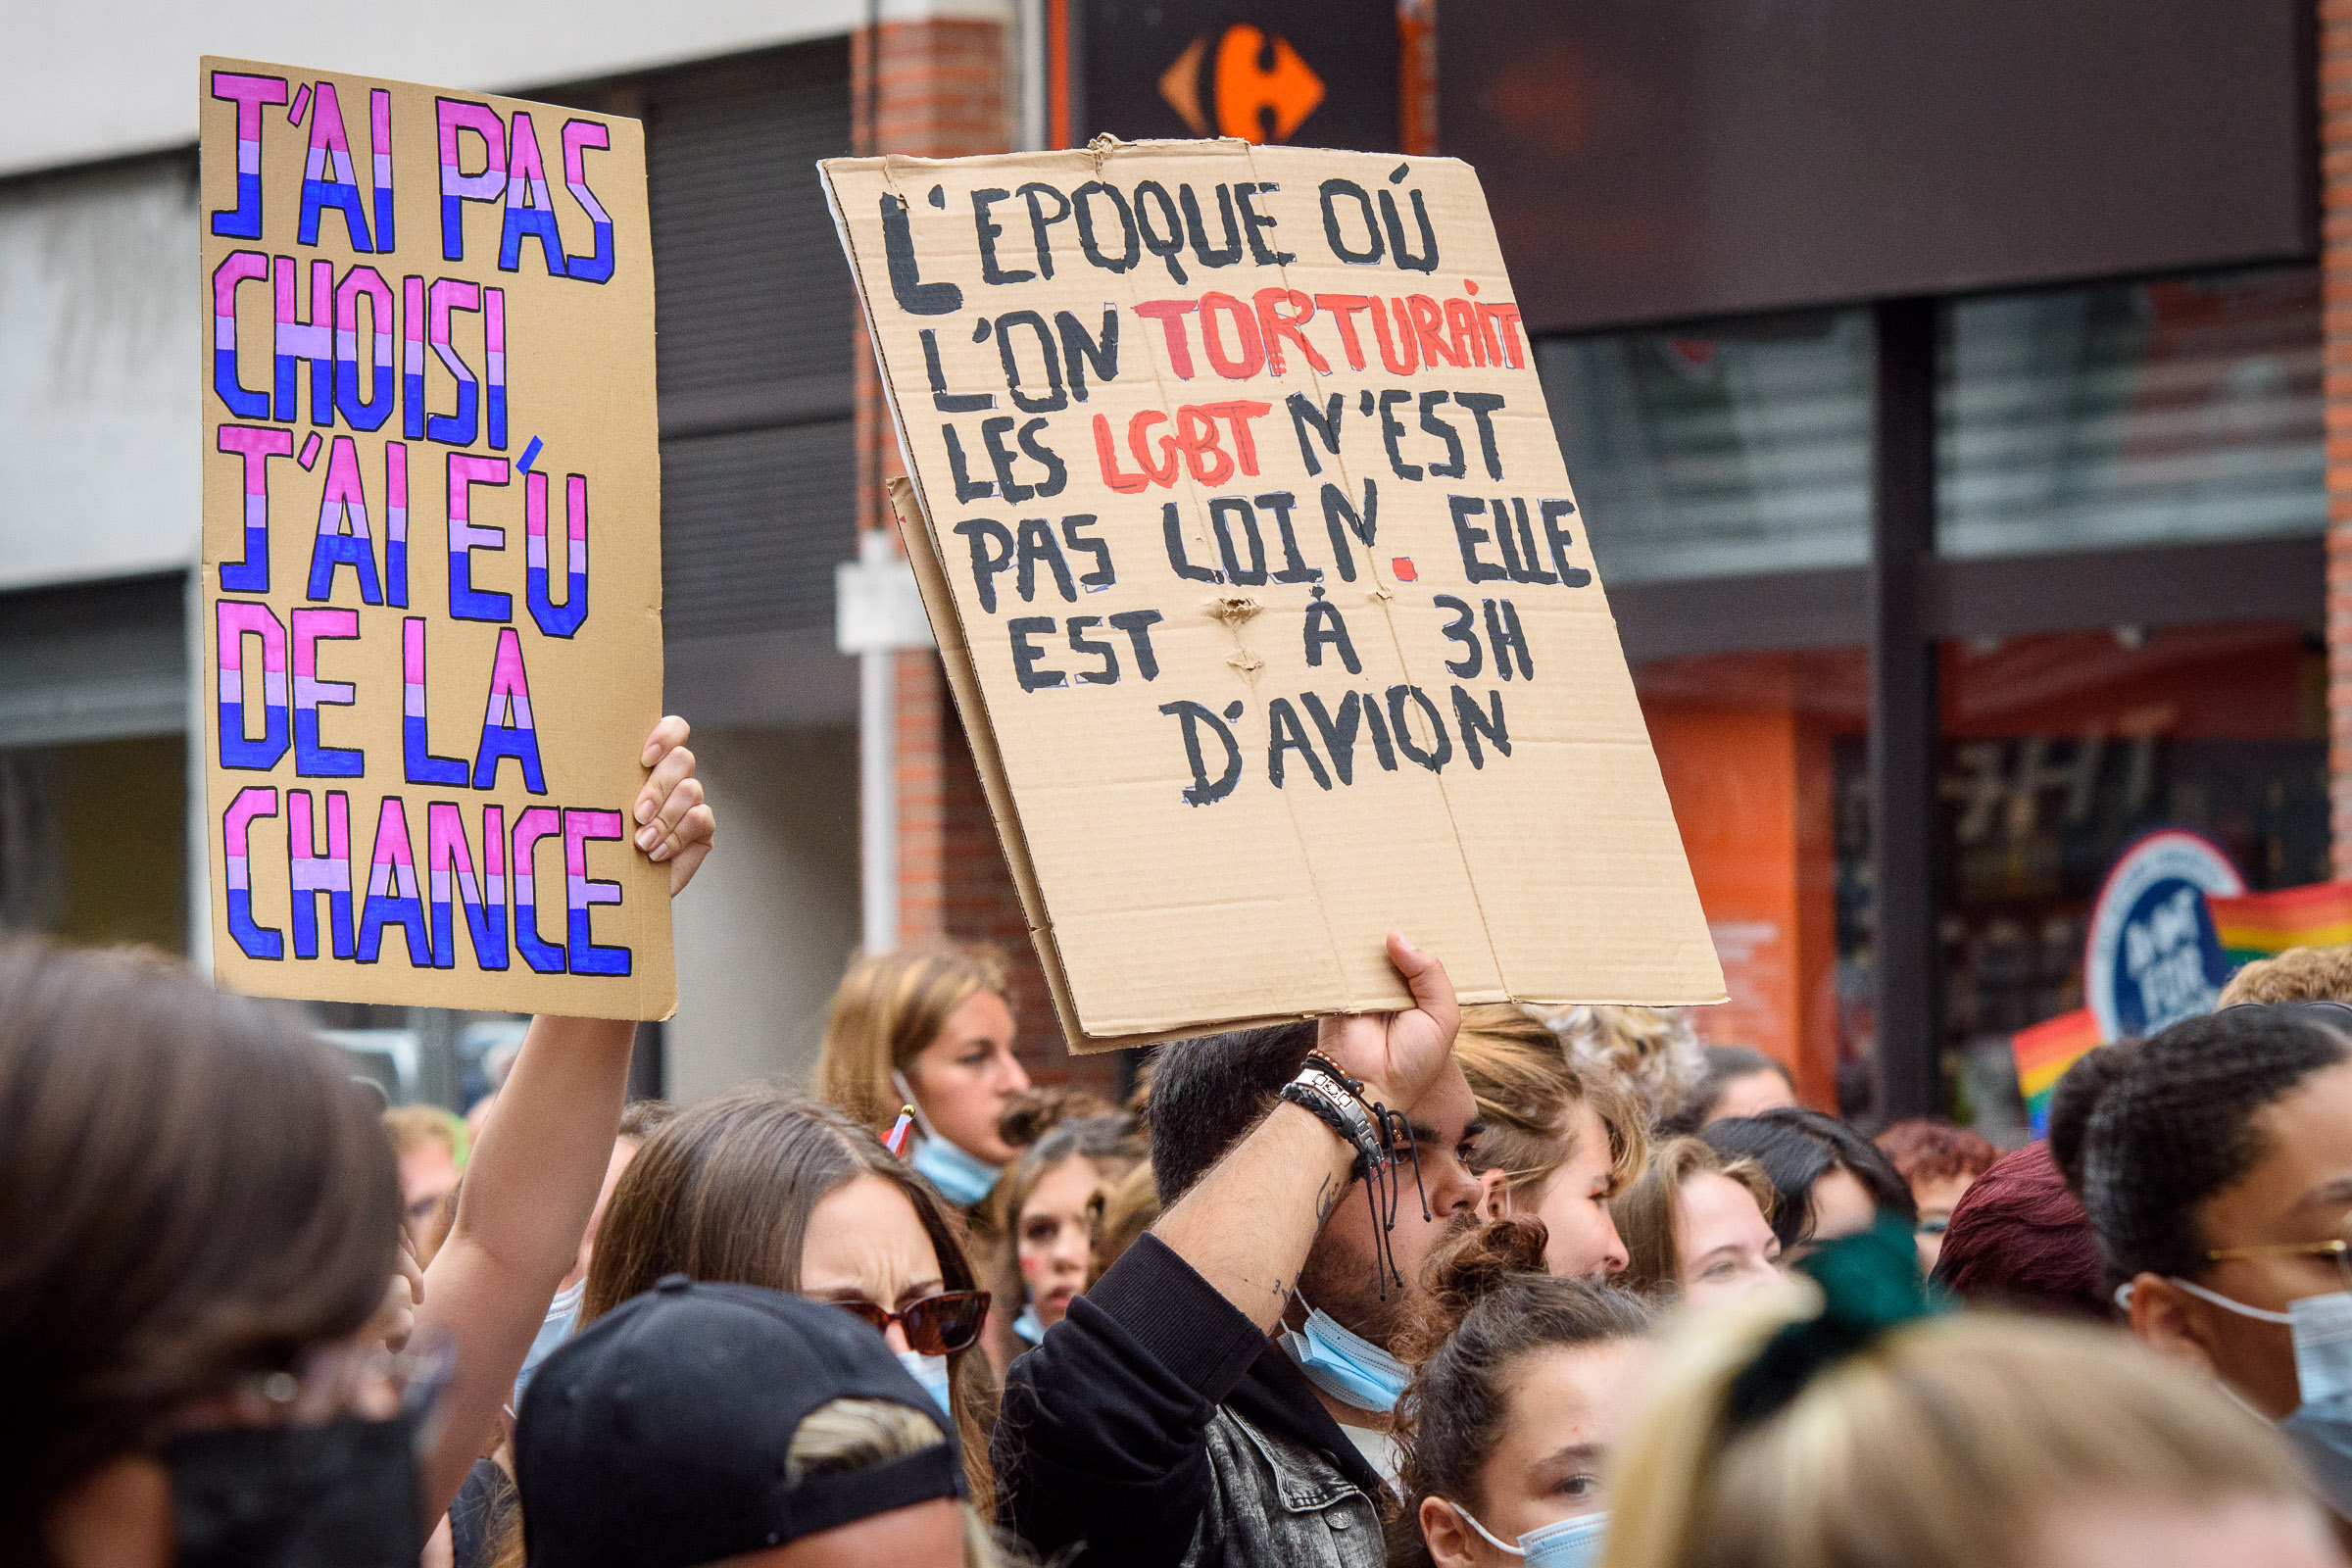 J'AI PAS
CHOISI,
J'AI EÚ
DE LA
CHANCE
L'EPOQUE OÚ
L'ON TORTURAIT
LES LGBT N'EST
PAS LOIN. ELLE
EST À 3H
D'AVION
FOR